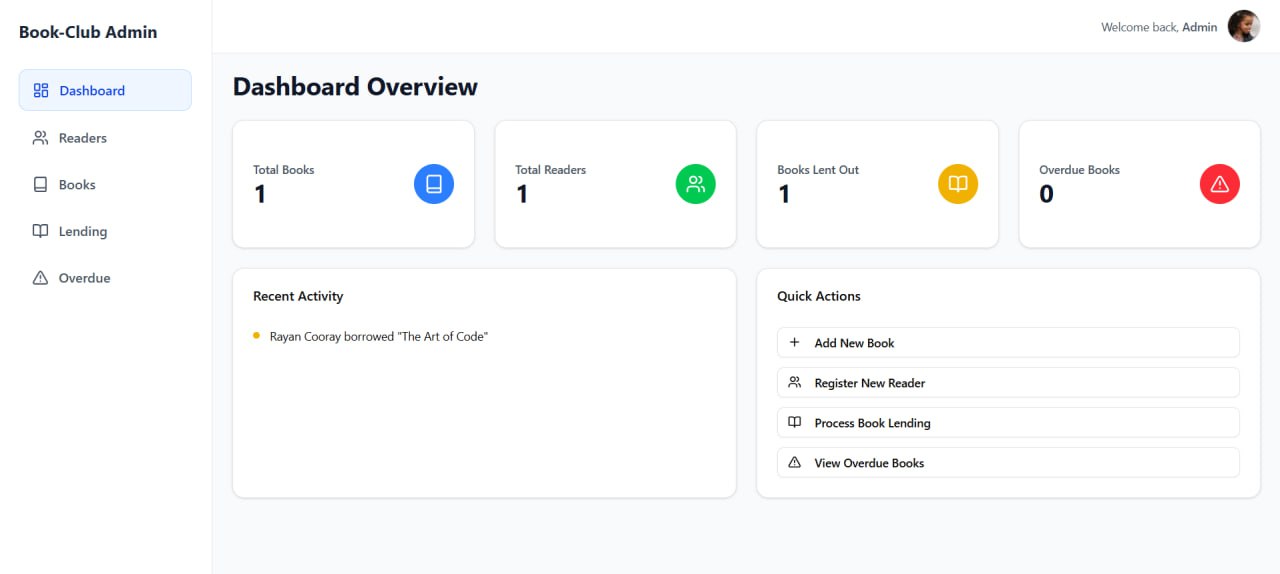 Book-Club Admin
Dashboard
Readers
Books
Lending
Overdue
Welcome back, Admin
Dashboard Overview
Total Books
1
Total Readers
1
Books Lent Out
1
Overdue Books
0
Recent Activity
Rayan Cooray borrowed "The Art of Code"
Quick Actions
Add New Book
Register New Reader
Process Book Lending
View Overdue Books